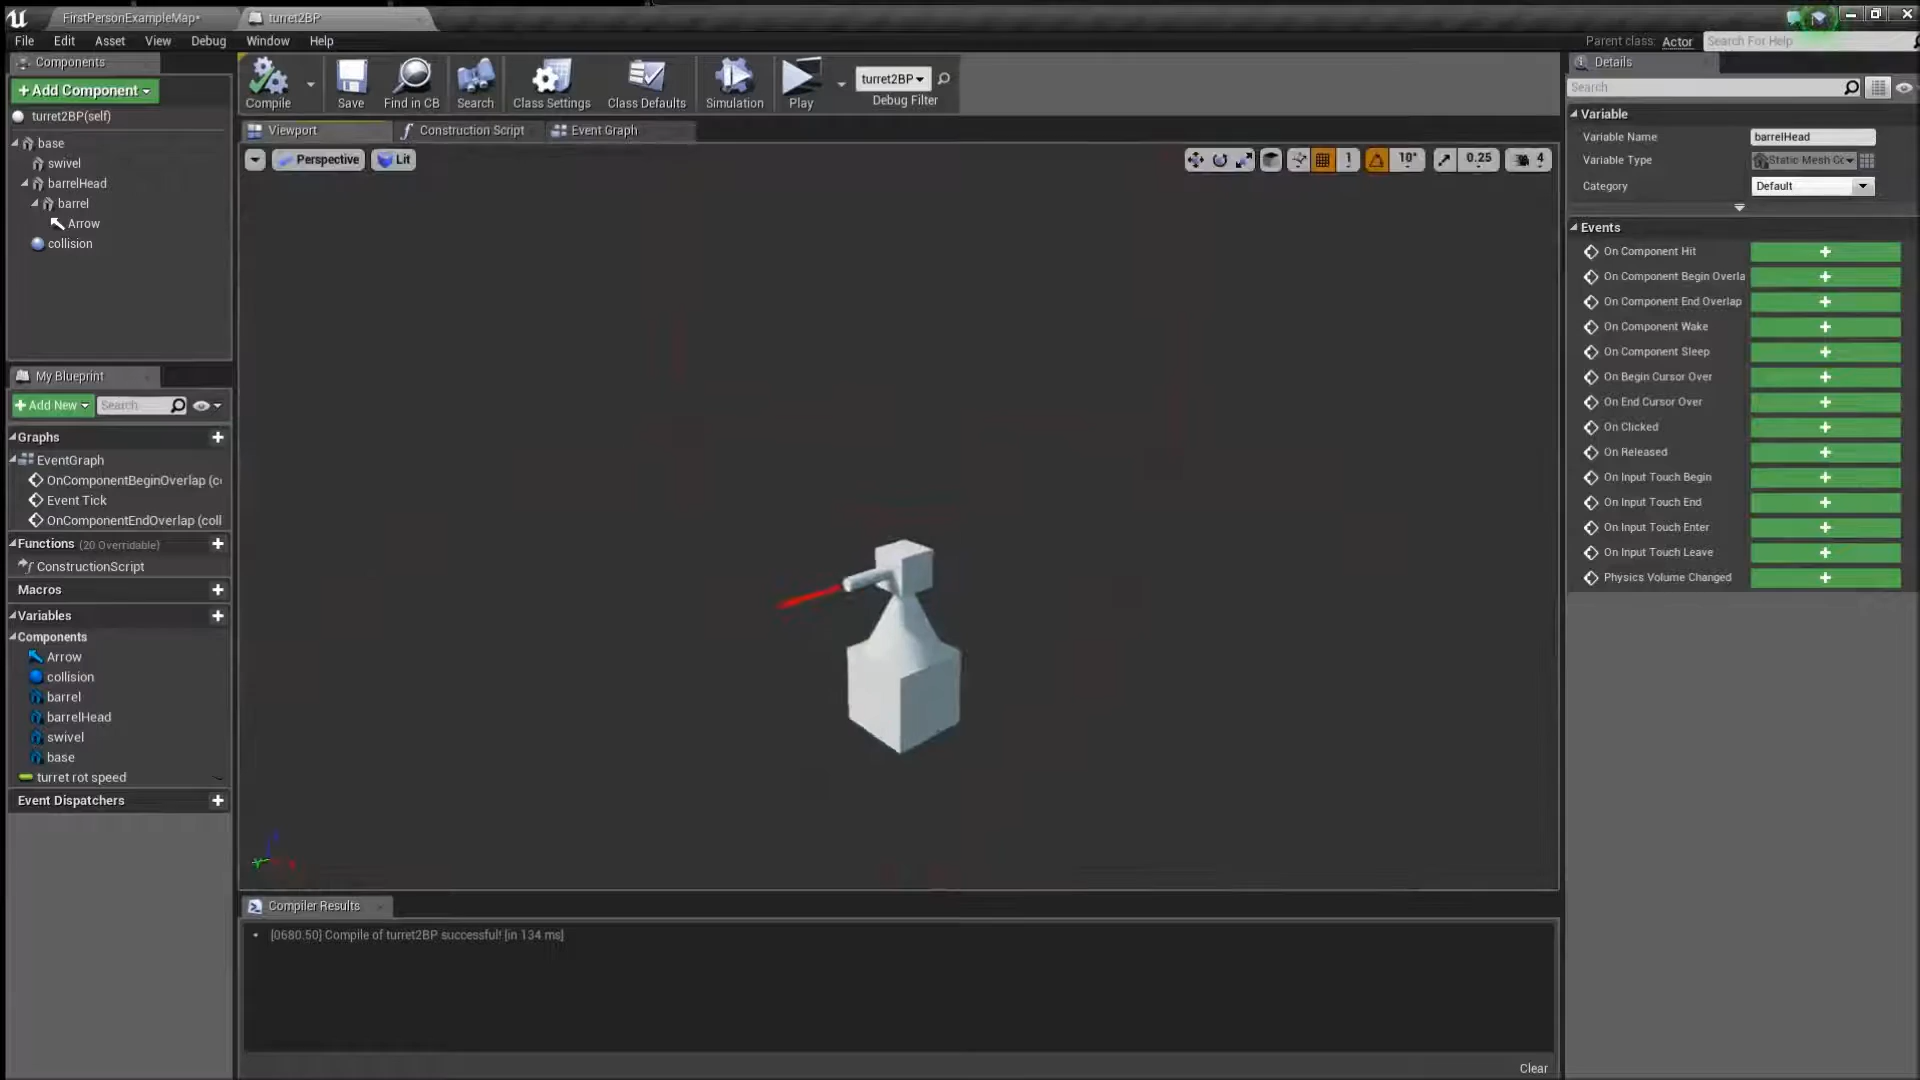 FirstPersonExampleMap*
turret2BP
File Edit Asset View Debug Window Help
Parent class: Actor
Search For Help
Components
+Add Component
turret2BP(self)
base
swivel
barrelHead
barrel
Arrow
collision
Compile
Save
Find in CB
Search
Class Settings
Class Defaults
Simulation
Play
turret2BP
Debug Filter
Viewport
Construction Script
Event Graph
Perspective
Lit
1
10°
0.25
4
My Blueprint
+Add New
Search
Graphs
EventGraph
OnComponentBeginOverlap (c
Event Tick
OnComponentEndOverlap (coll
Functions (20 Overridable)
ConstructionScript
Macros
Variables
Components
Arrow
collision
barrel
barrelHead
swivel
base
turret rot speed
Event Dispatchers
Compiler Results
[0680.50] Compile of turret2BP successful! [in 134 ms]
Clear
Details
Search
Variable
Variable Name
barrelHead
Variable Type
Static Mesh Cc
Category
Default
Events
On Component Hit
On Component Begin Overla
On Component End Overlap
On Component Wake
On Component Sleep
On Begin Cursor Over
On End Cursor Over
On Clicked
On Released
On Input Touch Begin
On Input Touch End
On Input Touch Enter
On Input Touch Leave
Physics Volume Changed